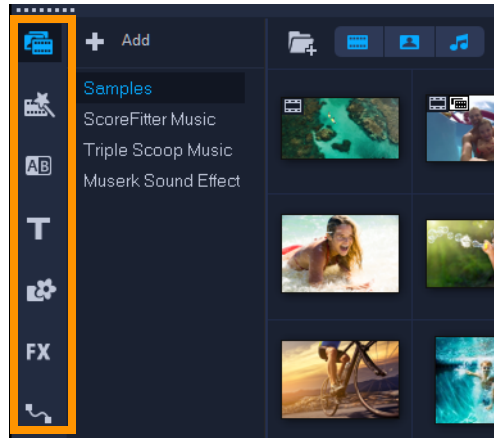 Add
Samples
ScoreFitter Music
Triple Scoop Music
Muserk Sound Effect
AB
T
FX